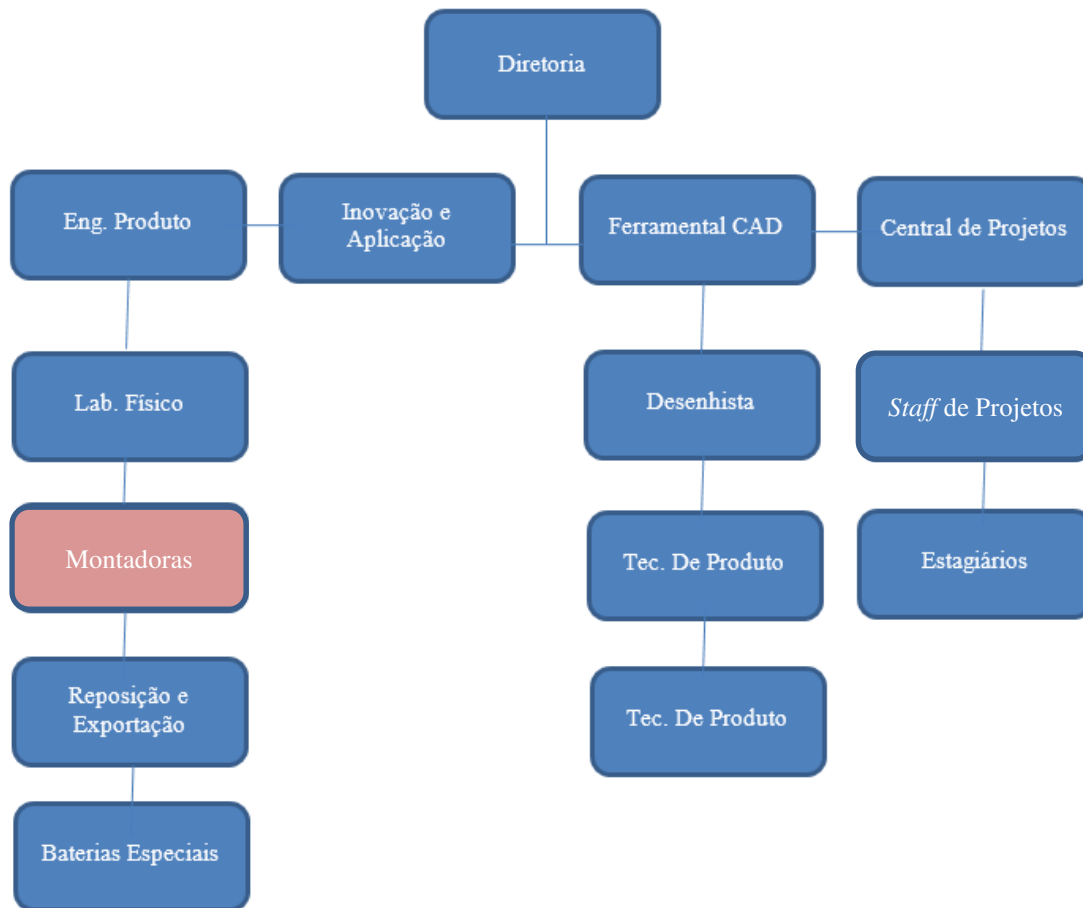 Diretoria
Eng. Produto
Inovação e
Aplicação
Ferramental CAD
Central de Projetos
Lab. Físico
Desenhista
Staff de Projetos
Montadoras
Tec. De Produto
Estagiários
Reposição e
Exportação
Tec. De Produto
Baterias Especiais